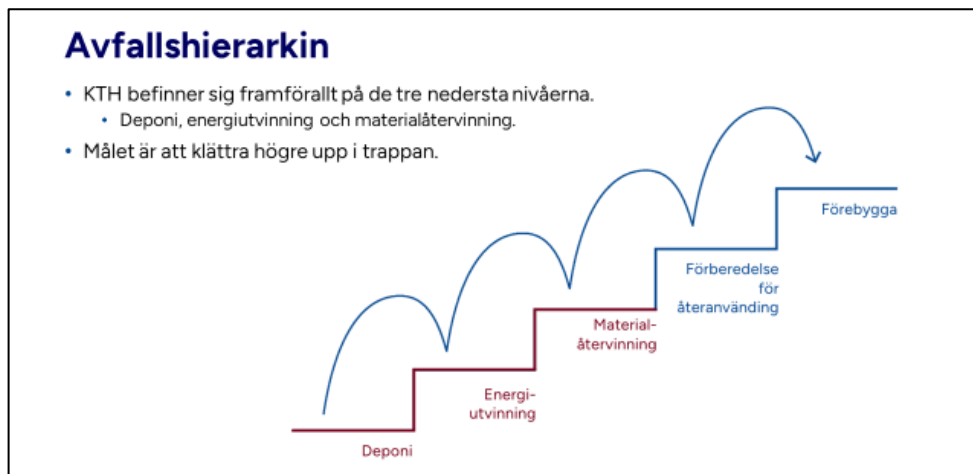 Avfallshierarkin
• KTH befinner sig framförallt på de tre nedersta nivåerna.
• Deponi, energiutvinning och materialåtervinning.
• Målet är att klättra högre upp i trappan.
Förebygga
Förberedelse
för
återanvänding
Material-
återvinning
Energi-
utvinning
Deponi